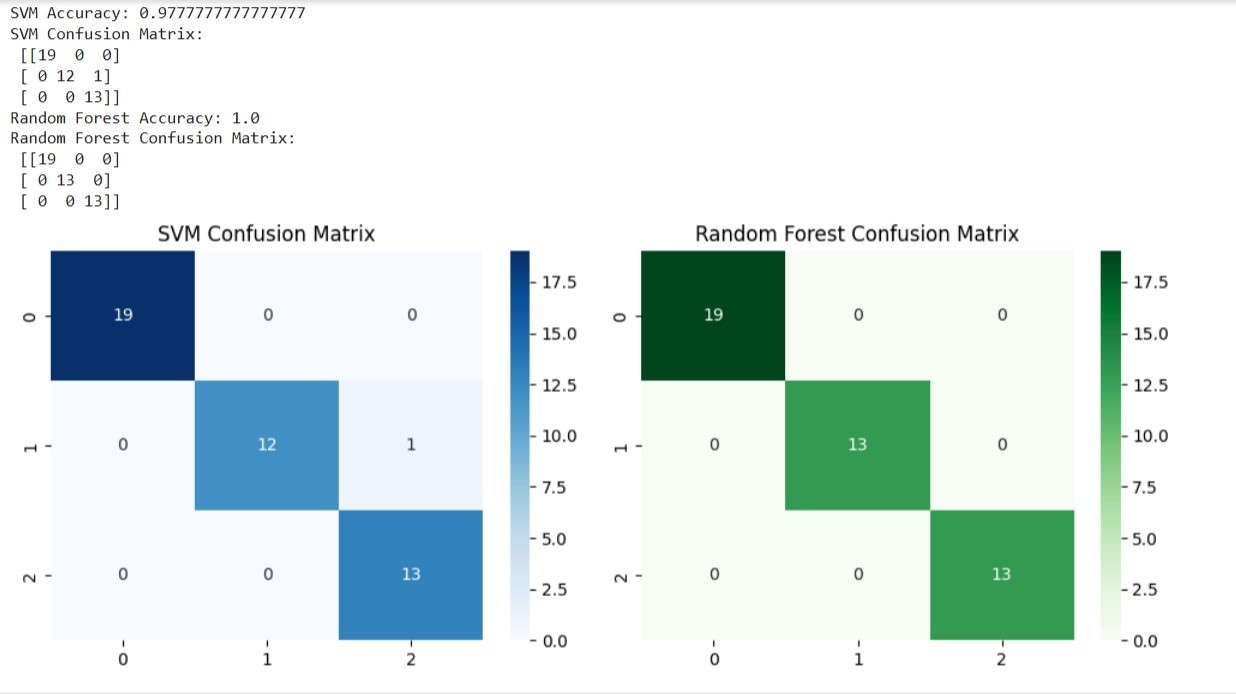 SVM Accuracy: 0.9777777777777777
SVM Confusion Matrix:
[[19  0  0]
[ 0 12  1]
[ 0  0 13]]
Random Forest Accuracy: 1.0
Random Forest Confusion Matrix:
[[19  0  0]
[ 0 13  0]
[ 0  0 13]]
SVM Confusion Matrix
0
19 0 0
1
0 12 1
2
0 0 13
0 1 2
17.5
15.0
12.5
10.0
7.5
5.0
2.5
0.0
Random Forest Confusion Matrix
0
19 0 0
1
0 13 0
2
0 0 13
0 1 2
17.5
15.0
12.5
10.0
7.5
5.0
2.5
0.0